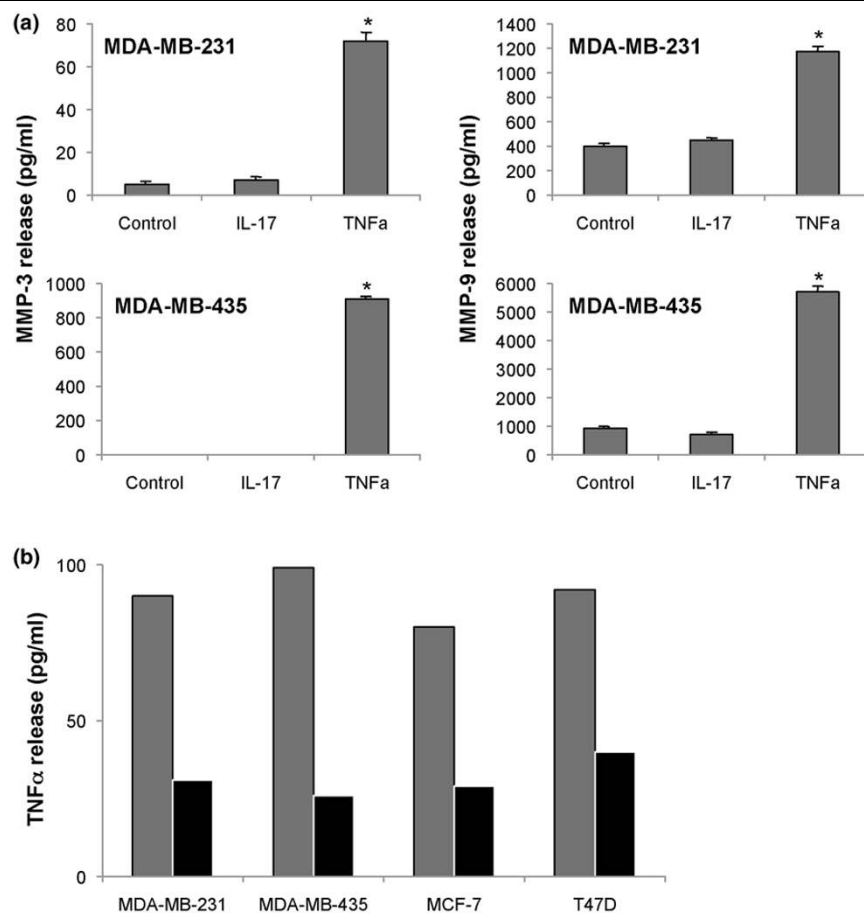 (a)
MMP-3 release (pg/ml)
80
60
40
20
0
MDA-MB-231
*
Control IL-17 TNFa
1000
800
600
400
200
0
MDA-MB-435
*
Control IL-17 TNFa
MMP-9 release (pg/ml)
1400
1200
1000
800
600
400
200
0
MDA-MB-231
*
Control IL-17 TNFa
6000
5000
4000
3000
2000
1000
0
MDA-MB-435
*
Control IL-17 TNFa
(b)
TNFα release (pg/ml)
100
50
0
MDA-MB-231 MDA-MB-435 MCF-7 T47D